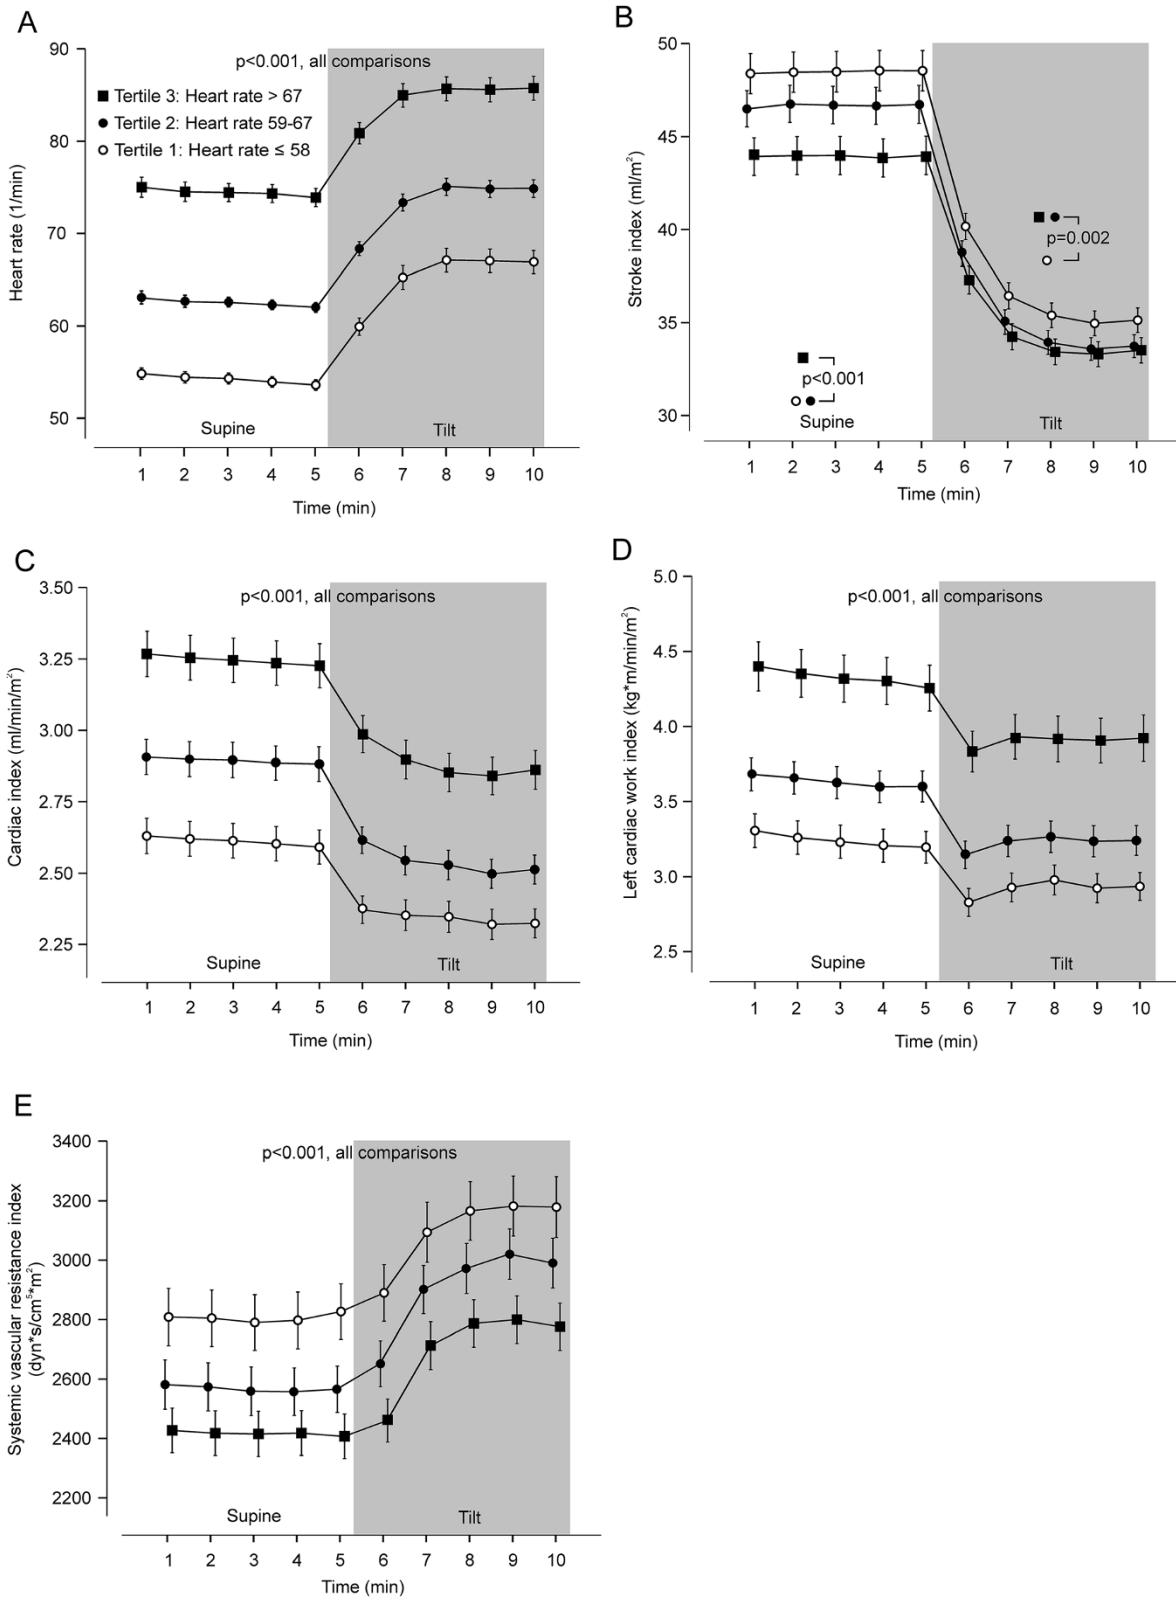 A
90
80
70
60
50
Heart rate (1/min)
p<0.001, all comparisons
Tertile 3: Heart rate > 67
Tertile 2: Heart rate 59-67
Tertile 1: Heart rate ≤ 58
Supine
Tilt
1 2 3 4 5 6 7 8 9 10
Time (min)
B
50
45
40
35
30
Stroke index (ml/m²)
p=0.002
p<0.001
Supine
Tilt
1 2 3 4 5 6 7 8 9 10
Time (min)
C
3.50
3.25
3.00
2.75
2.50
2.25
Cardiac index (ml/min/m²)
p<0.001, all comparisons
Supine
Tilt
1 2 3 4 5 6 7 8 9 10
Time (min)
D
5.0
4.5
4.0
3.5
3.0
2.5
Left cardiac work index (kg*m/min/m²)
p<0.001, all comparisons
Supine
Tilt
1 2 3 4 5 6 7 8 9 10
Time (min)
E
3400
3200
3000
2800
2600
2400
2200
Systemic vascular resistance index
(dyn*s/cm⁵*m²)
p<0.001, all comparisons
Supine
Tilt
1 2 3 4 5 6 7 8 9 10
Time (min)